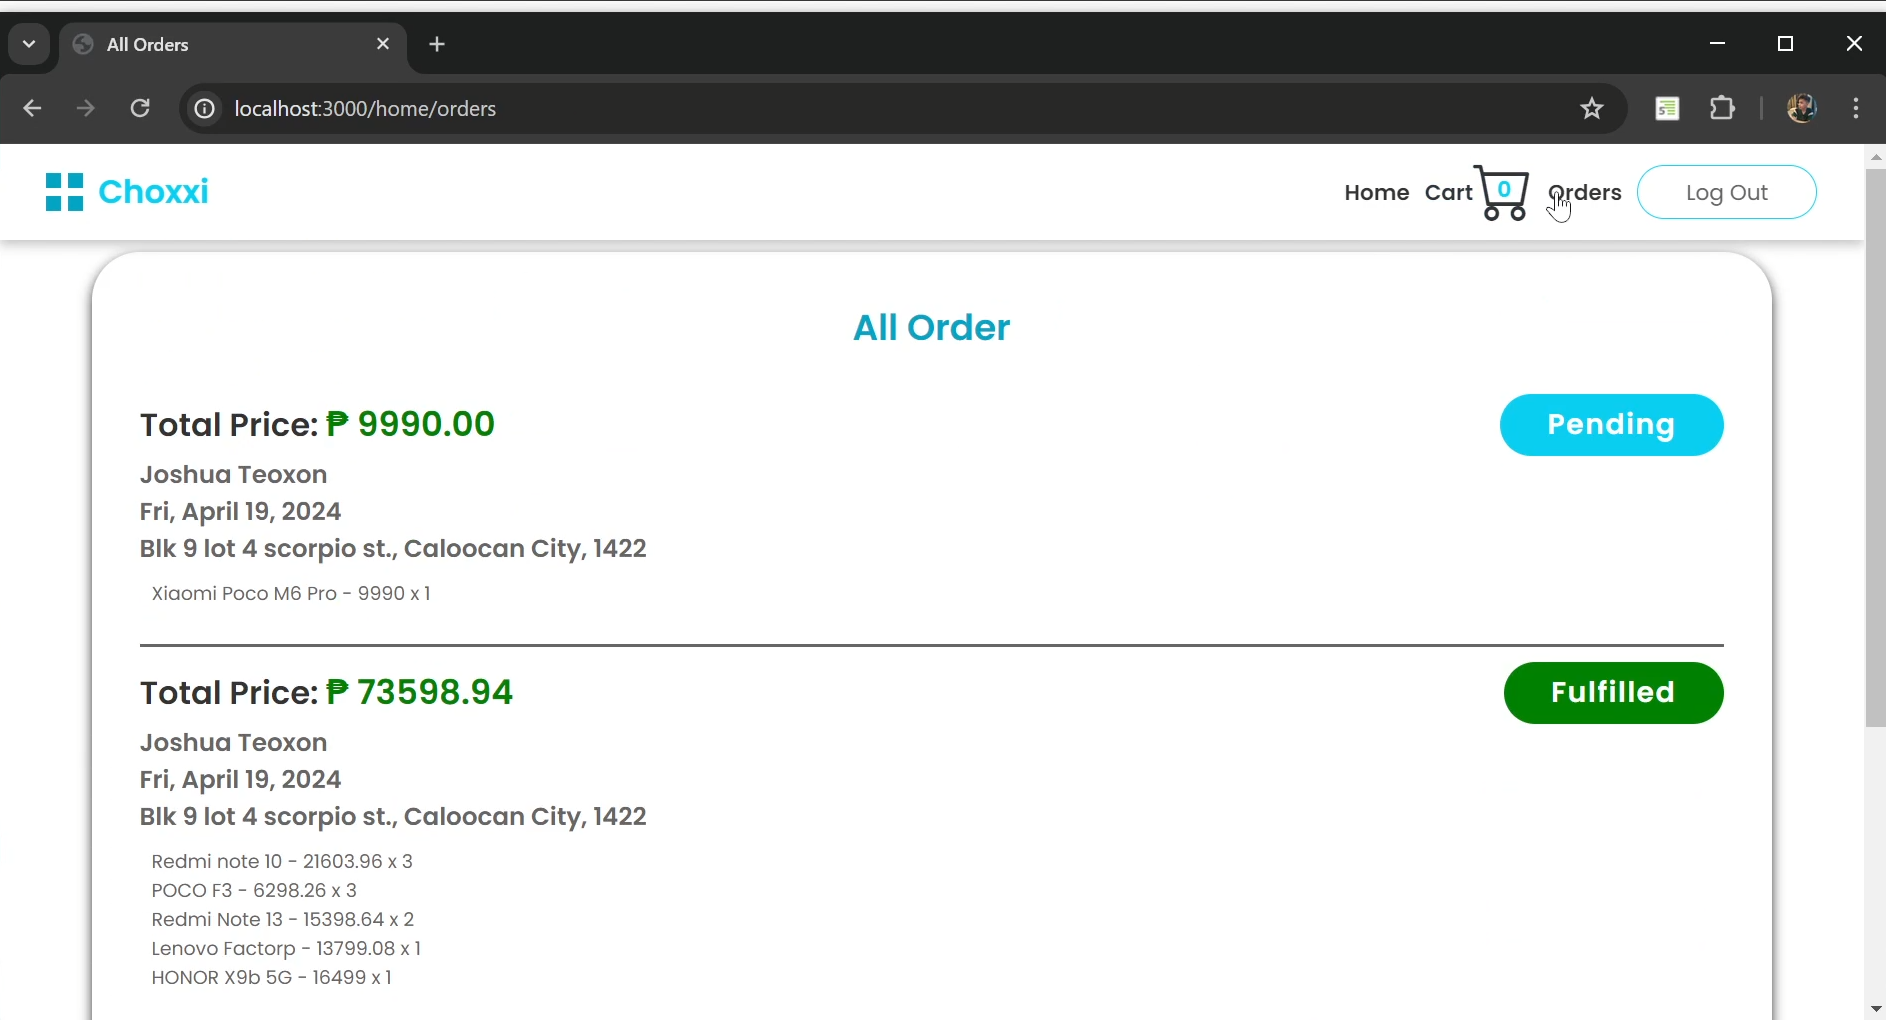 All Orders
localhost:3000/home/orders
Choxxi
Home Cart 0 Orders Log Out
All Order
Total Price: ₱ 9990.00
Pending
Joshua Teoxon
Fri, April 19, 2024
Blk 9 lot 4 scorpio st., Caloocan City, 1422
Xiaomi Poco M6 Pro - 9990 x 1
Total Price: ₱ 73598.94
Fulfilled
Joshua Teoxon
Fri, April 19, 2024
Blk 9 lot 4 scorpio st., Caloocan City, 1422
Redmi note 10 - 21603.96 x 3
POCO F3 - 6298.26 x 3
Redmi Note 13 - 15398.64 x 2
Lenovo Factorp - 13799.08 x 1
HONOR X9b 5G - 16499 x 1